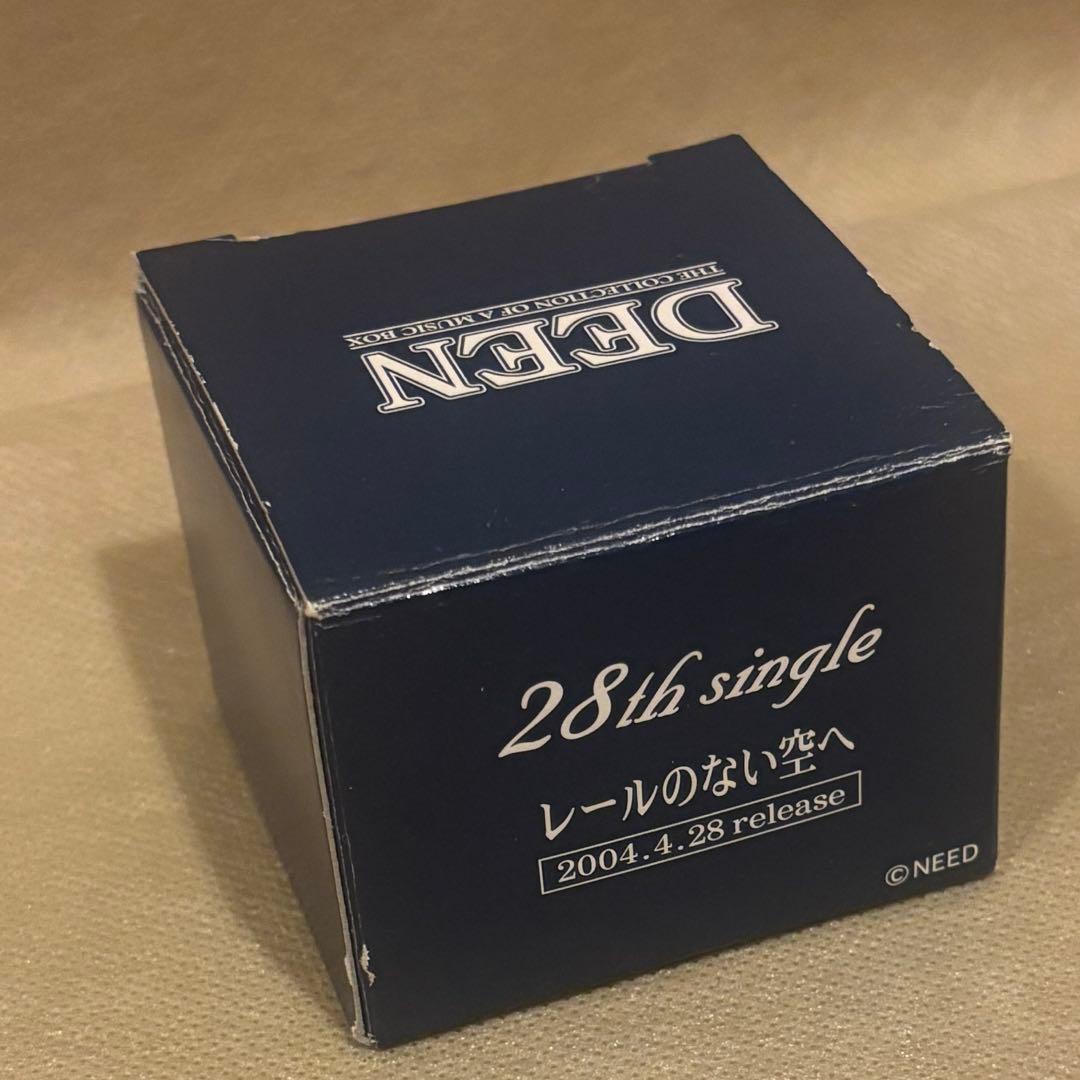 DEEN
THE COLLECTION OF A MUSIC BOX
28th single
レールのない空へ
2004.4.28 release
©NEED